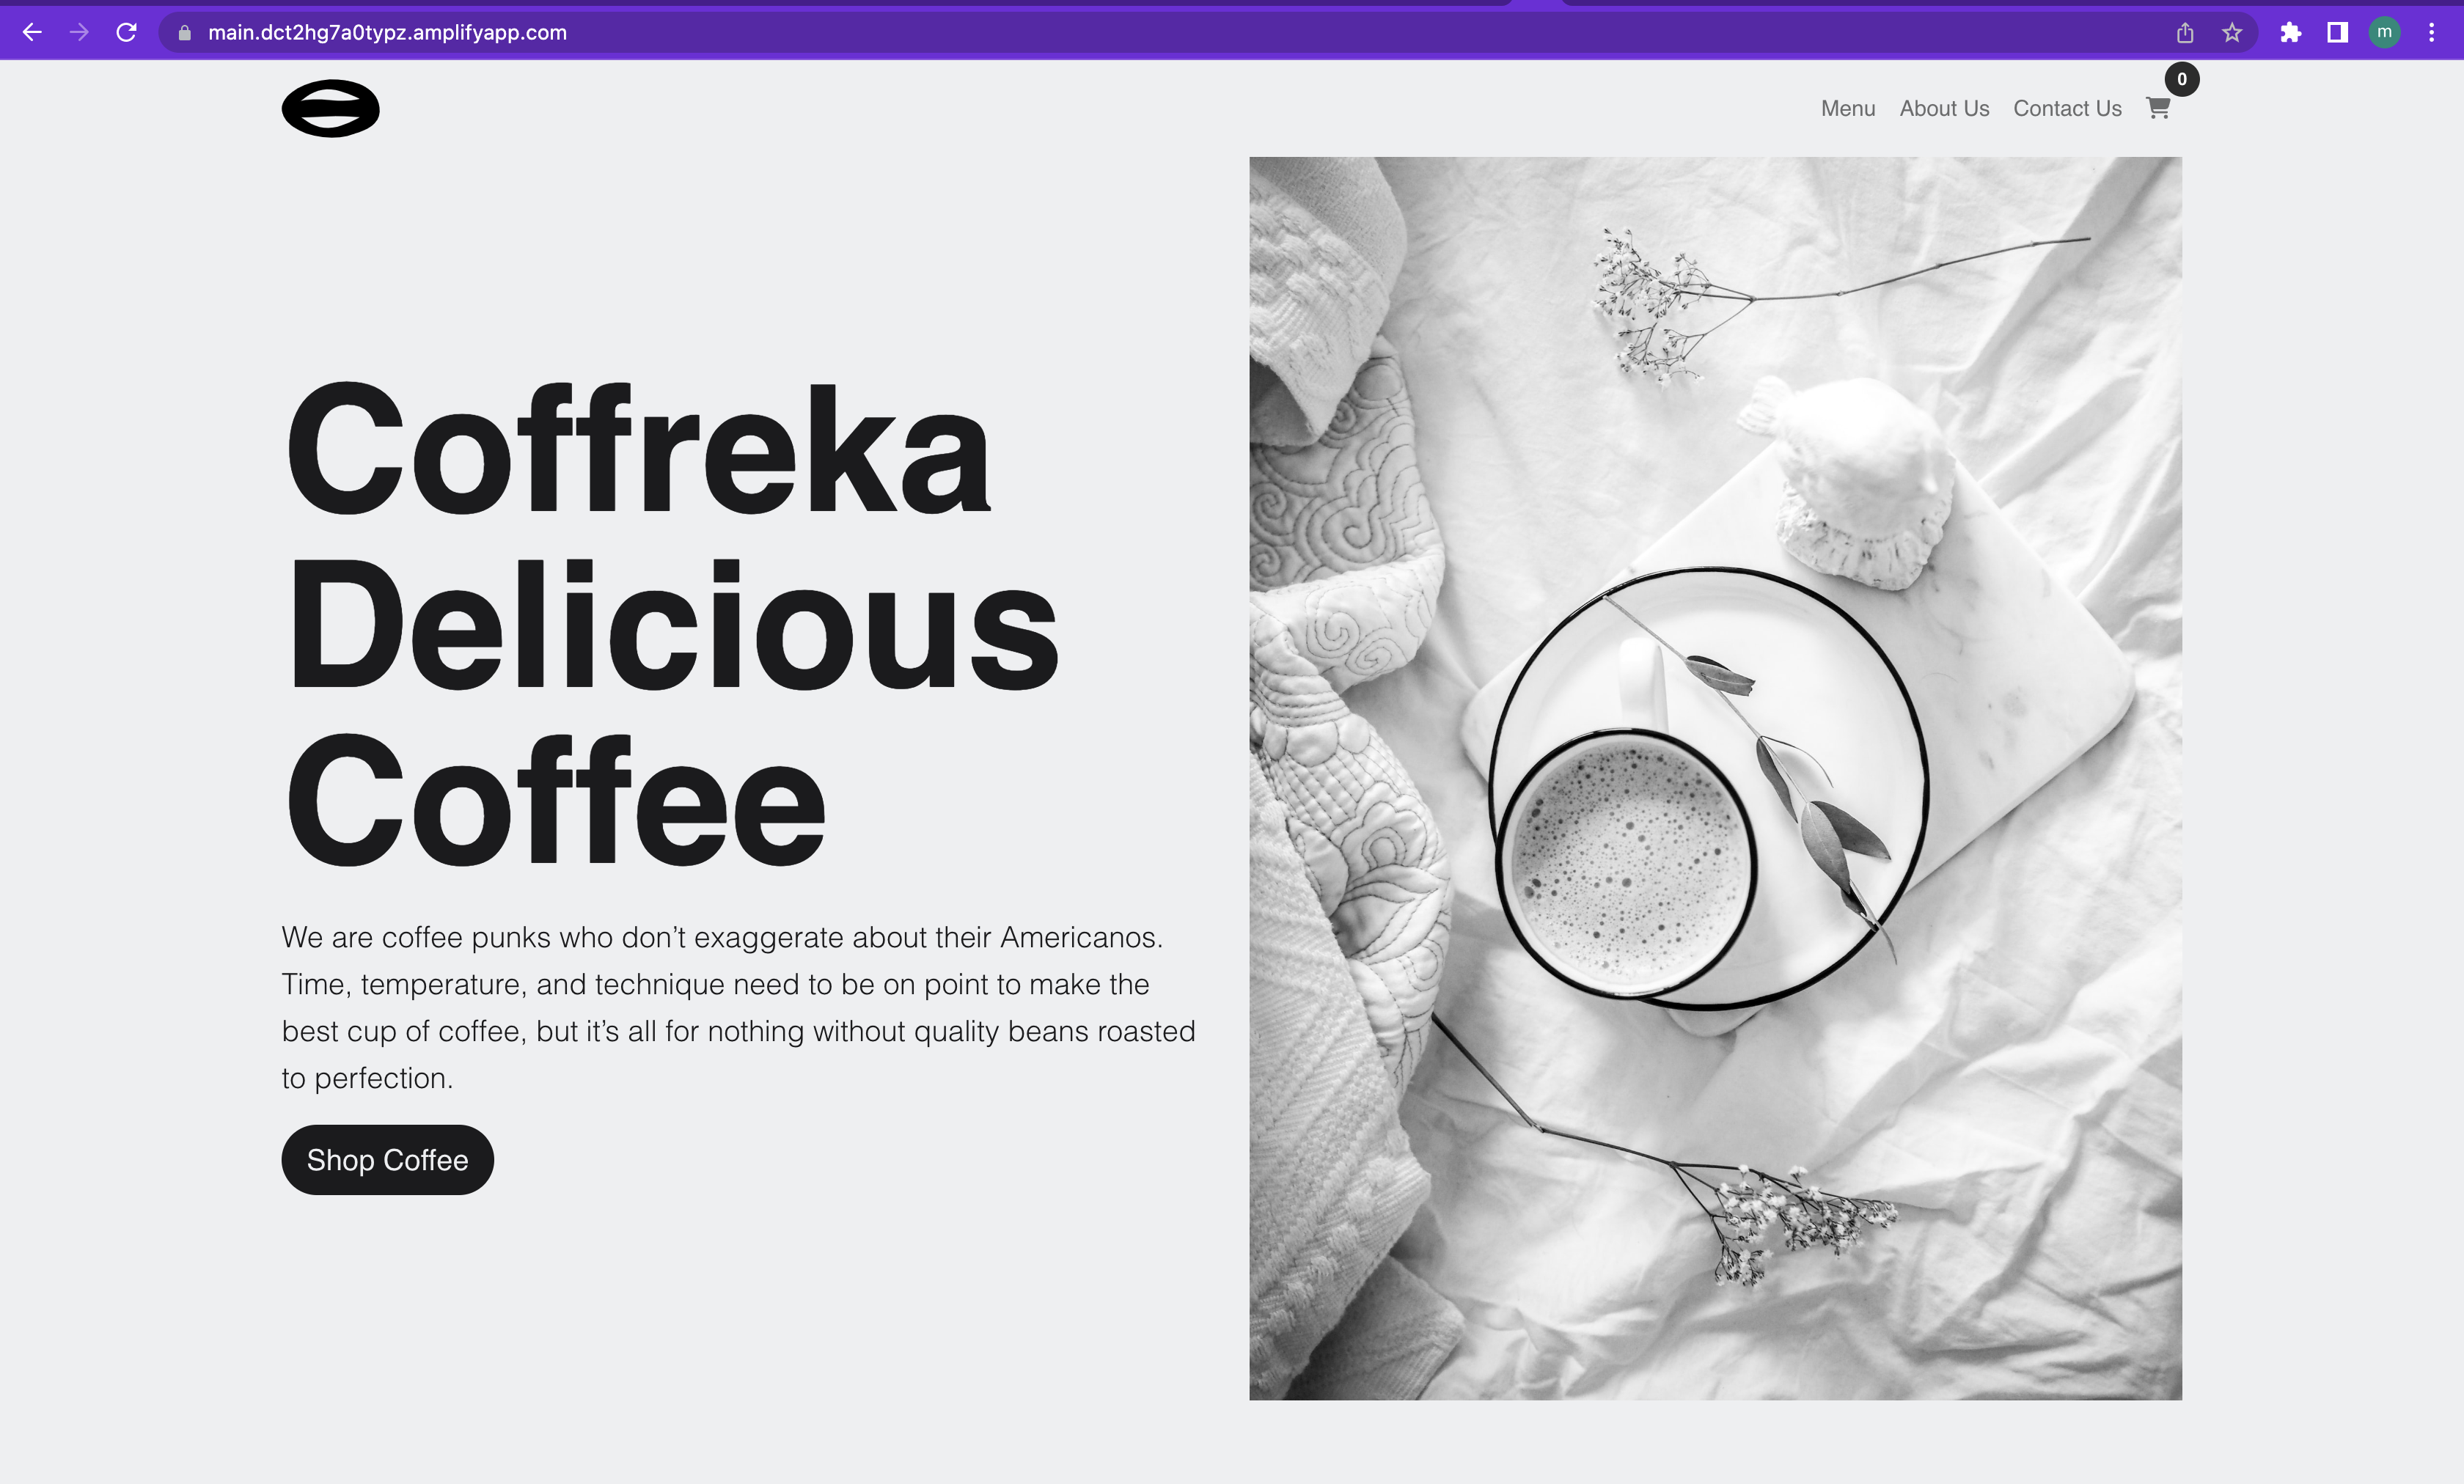 main.dct2hg7a0typz.amplifyapp.com
m
0
Menu About Us Contact Us
Coffreka
Delicious
Coffee
We are coffee punks who don’t exaggerate about their Americanos.
Time, temperature, and technique need to be on point to make the
best cup of coffee, but it’s all for nothing without quality beans roasted
to perfection.
Shop Coffee